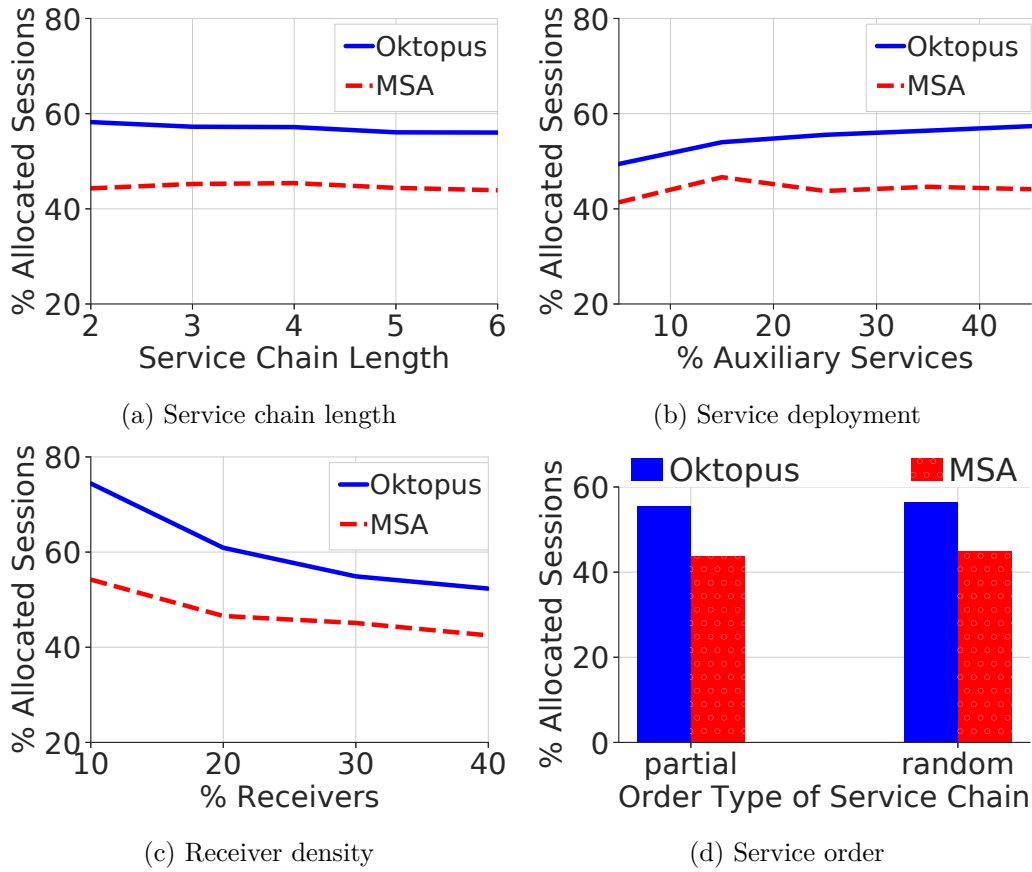 % Allocated Sessions
80
60
40
20
Oktopus
MSA
2 3 4 5 6
Service Chain Length
(a) Service chain length
% Allocated Sessions
80
60
40
20
Oktopus
MSA
10 20 30 40
% Auxiliary Services
(b) Service deployment
% Allocated Sessions
80
60
40
20
Oktopus
MSA
10 20 30 40
% Receivers
(c) Receiver density
% Allocated Sessions
Oktopus MSA
60
40
20
0
partial random
Order Type of Service Chain
(d) Service order